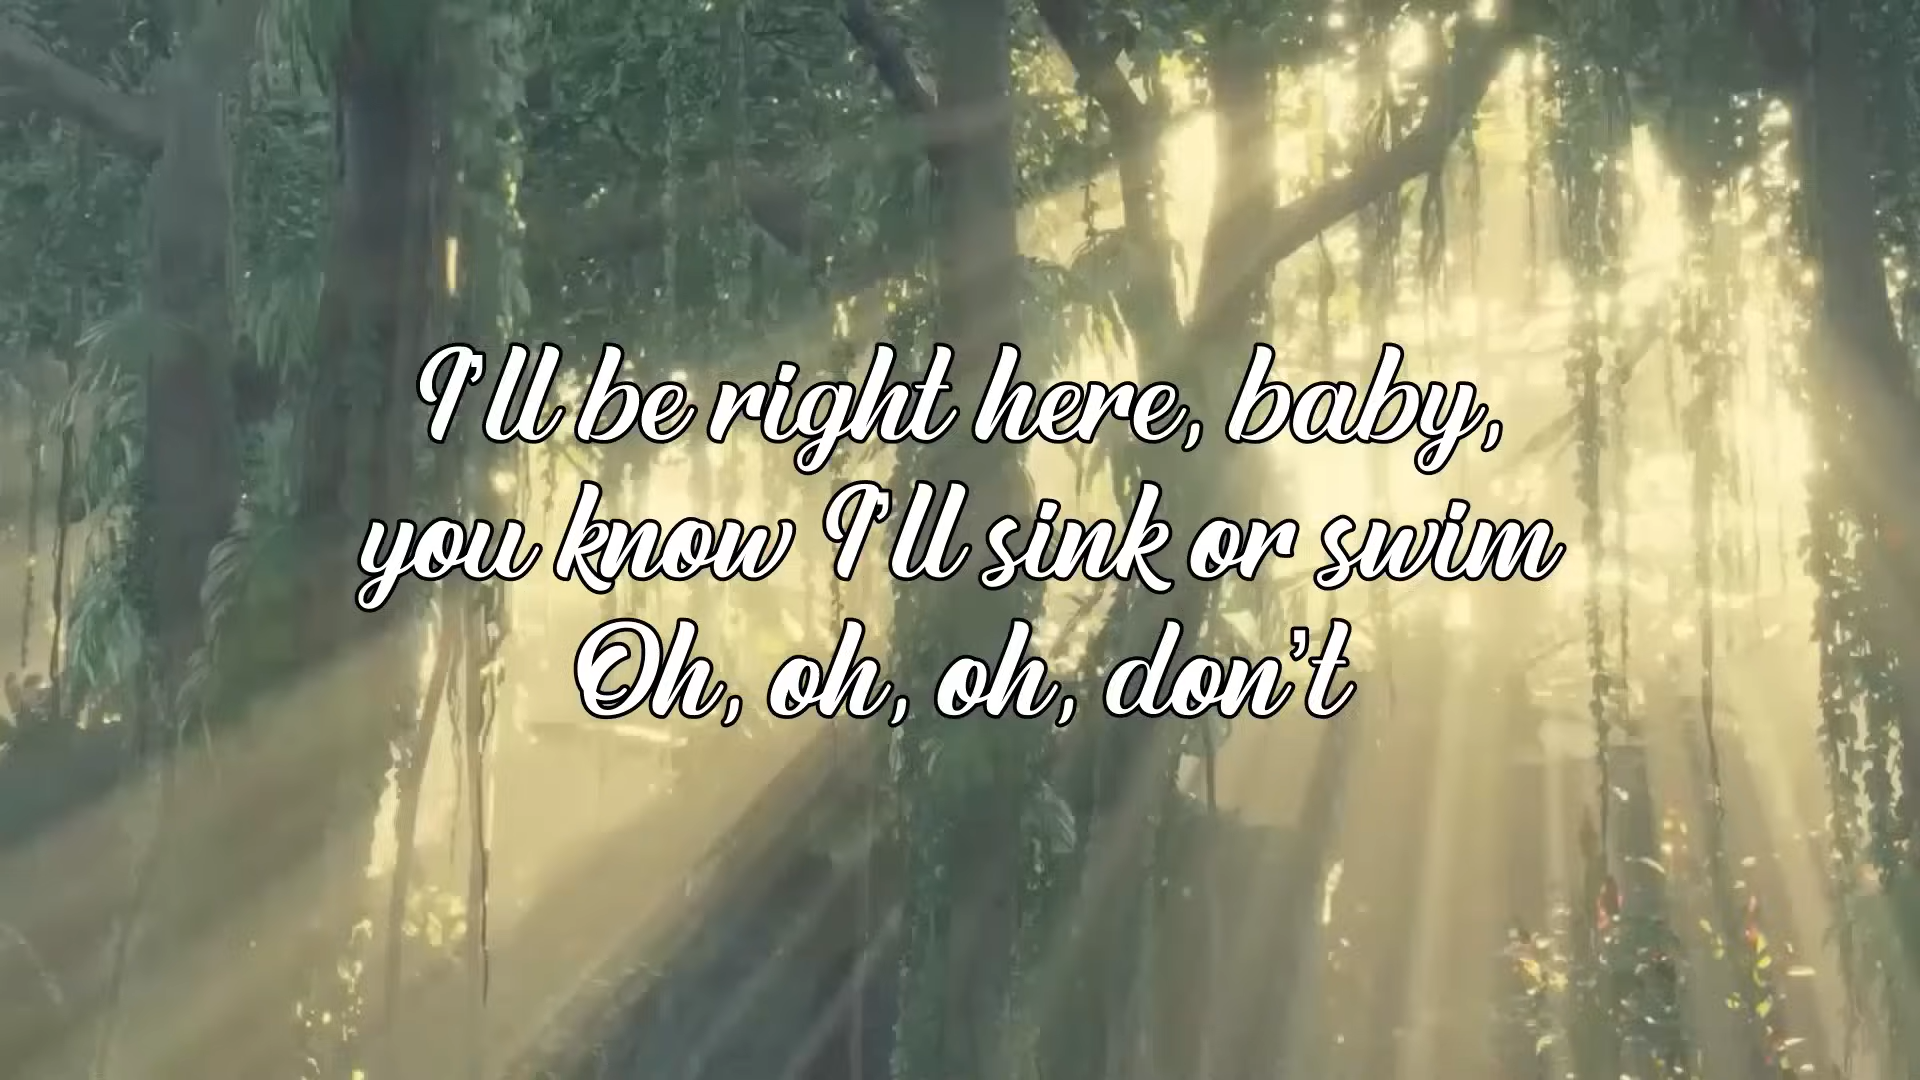 I'll be right here, baby,
you know I'll sink or swim
Oh, oh, oh, don't